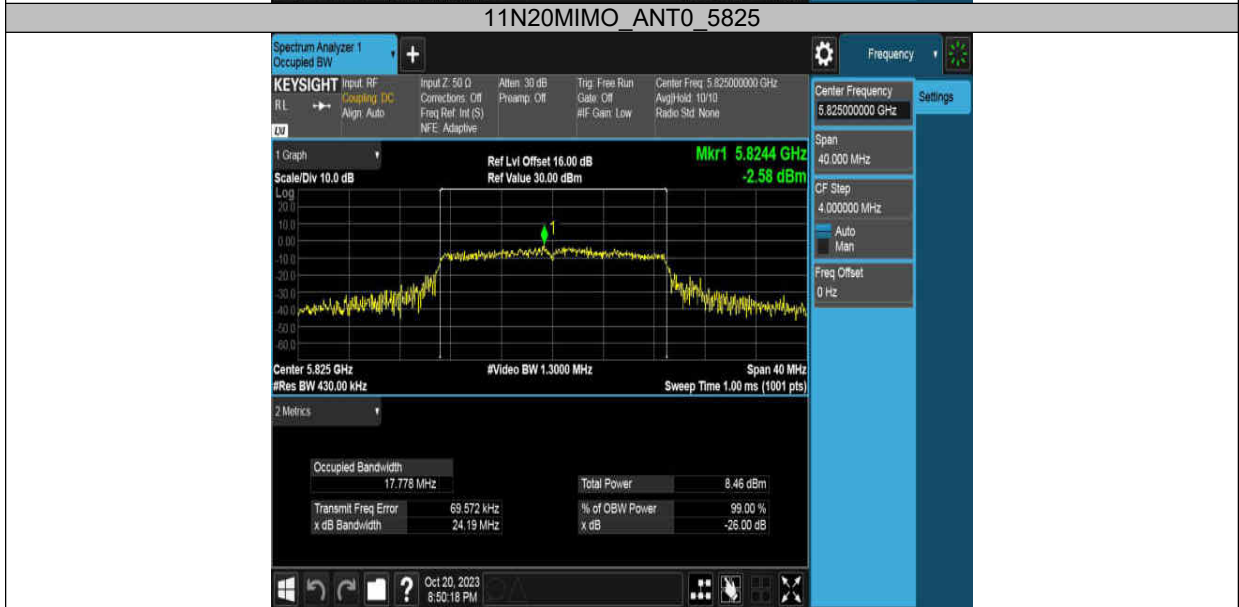 11N20MIMO_ANT0_5825
Spectrum Analyzer 1
Occupied BW
+
Frequency
KEYSIGHT
RL
LXI
Input: RF
Coupling: DC
Align: Auto
Input Z: 50 Ω
Corrections: Off
Freq Ref: Int (S)
NFE: Adaptive
Atten: 30 dB
Preamp: Off
Trig: Free Run
Gate: Off
#IF Gain: Low
Center Freq: 5.825000000 GHz
Avg|Hold: 10/10
Radio Std: None
Center Frequency
5.825000000 GHz
Settings
Span
40.000 MHz
CF Step
4.000000 MHz
Auto
Man
Freq Offset
0 Hz
1 Graph
Scale/Div 10.0 dB
Ref Lvl Offset 16.00 dB
Ref Value 30.00 dBm
Mkr1 5.8244 GHz
-2.58 dBm
Log
20.0
10.0
0.00
-10.0
-20.0
-30.0
-40.0
-50.0
-60.0
1
Center 5.825 GHz
#Video BW 1.3000 MHz
Span 40 MHz
#Res BW 430.00 kHz
Sweep Time 1.00 ms (1001 pts)
2 Metrics
Occupied Bandwidth
17.778 MHz
Total Power 8.46 dBm
Transmit Freq Error 69.572 kHz
% of OBW Power 99.00 %
x dB Bandwidth 24.19 MHz
x dB -26.00 dB
?
Oct 20, 2023
8:50:18 PM